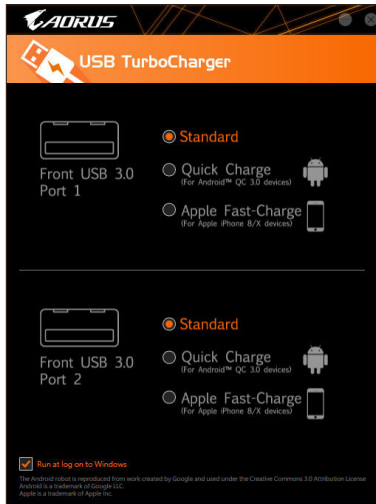 AORUS
USB TurboCharger
Standard
Quick Charge
(For Android™ QC 3.0 devices)
Apple Fast-Charge
(For Apple iPhone 8/X devices)
Front USB 3.0
Port 1
Standard
Quick Charge
(For Android™ QC 3.0 devices)
Apple Fast-Charge
(For Apple iPhone 8/X devices)
Front USB 3.0
Port 2
Run at log on to Windows
The Android robot is reproduced from work created by Google and used under the Creative Commons 3.0 Attribution License
Android is a trademark of Google LLC.
Apple is a trademark of Apple Inc.